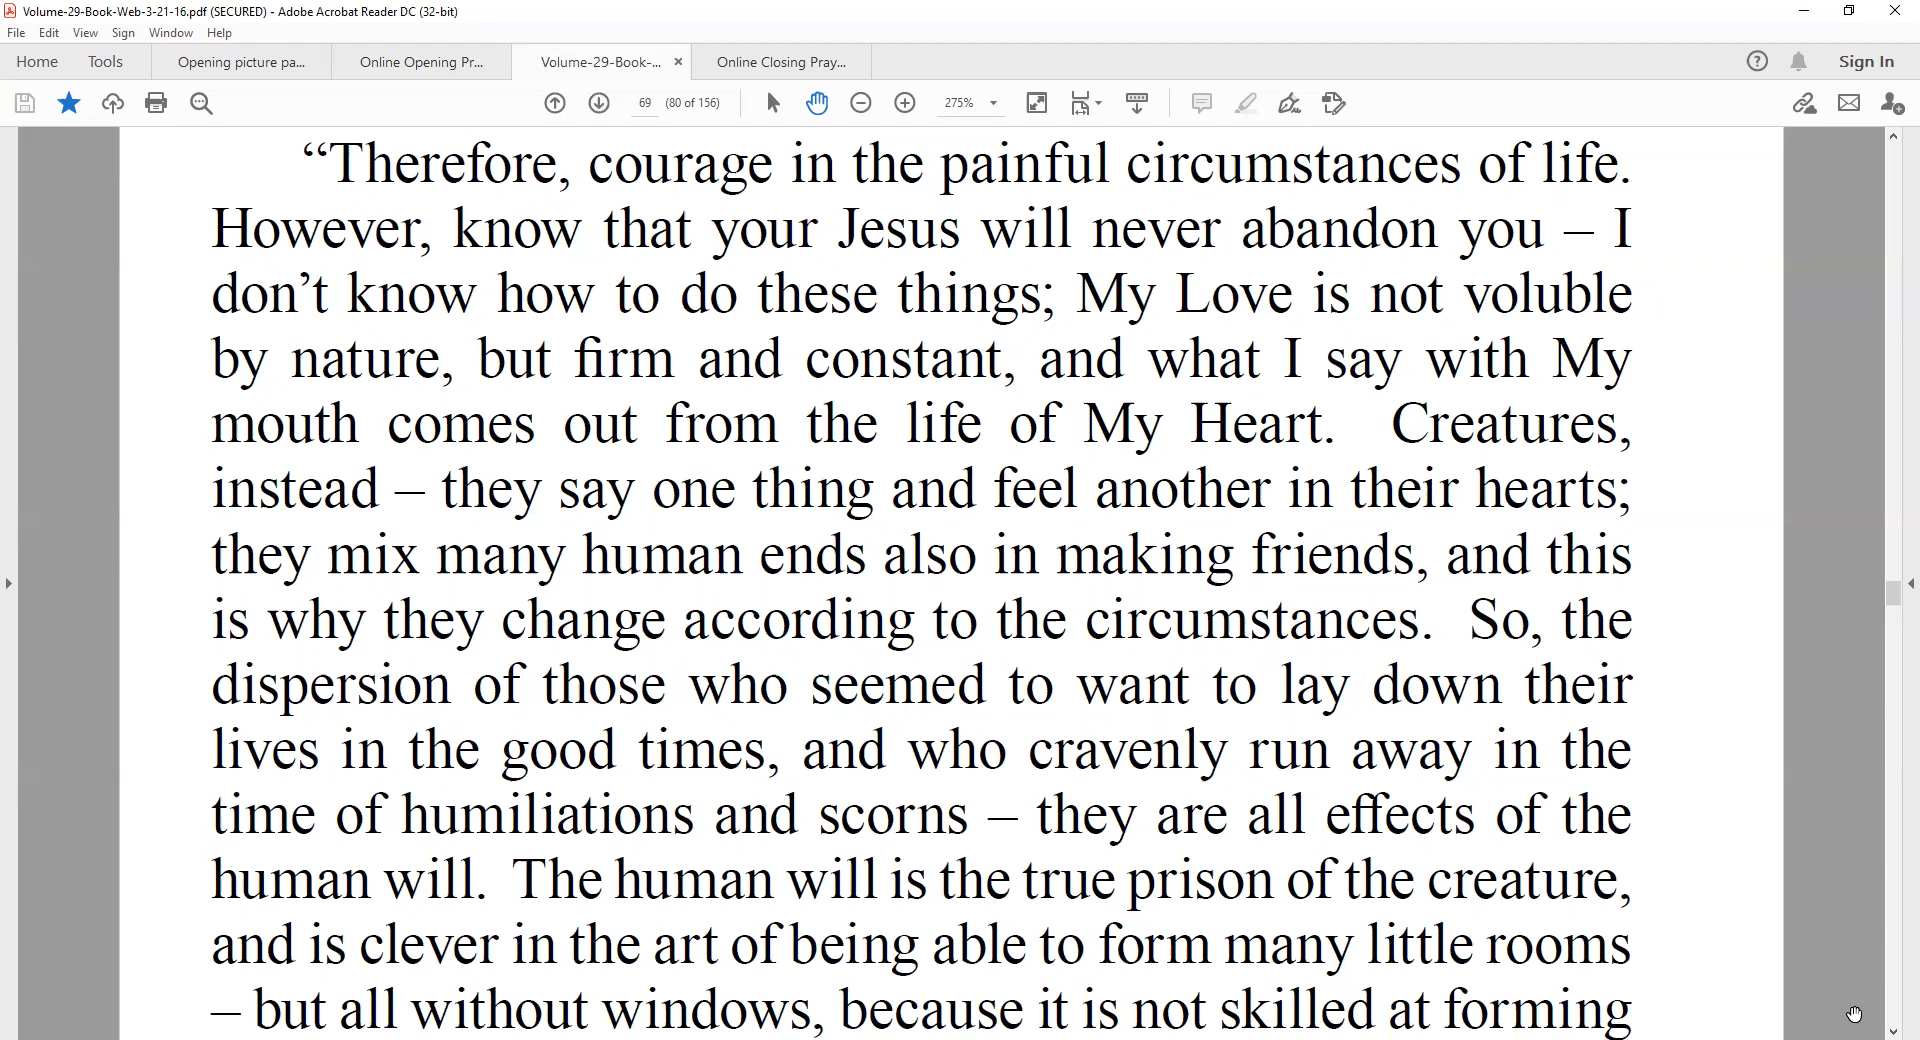 Volume-29-Book-Web-3-21-16.pdf (SECURED) - Adobe Acrobat Reader DC (32-bit)
File Edit View Sign Window Help
Home Tools Opening picture pa... Online Opening Pr... Volume-29-Book-... × Online Closing Pray... Sign In
69 (80 of 156) 275%
“Therefore, courage in the painful circumstances of life.
However, know that your Jesus will never abandon you – I
don’t know how to do these things; My Love is not voluble
by nature, but firm and constant, and what I say with My
mouth comes out from the life of My Heart. Creatures,
instead – they say one thing and feel another in their hearts;
they mix many human ends also in making friends, and this
is why they change according to the circumstances. So, the
dispersion of those who seemed to want to lay down their
lives in the good times, and who cravenly run away in the
time of humiliations and scorns – they are all effects of the
human will. The human will is the true prison of the creature,
and is clever in the art of being able to form many little rooms
– but all without windows, because it is not skilled at forming